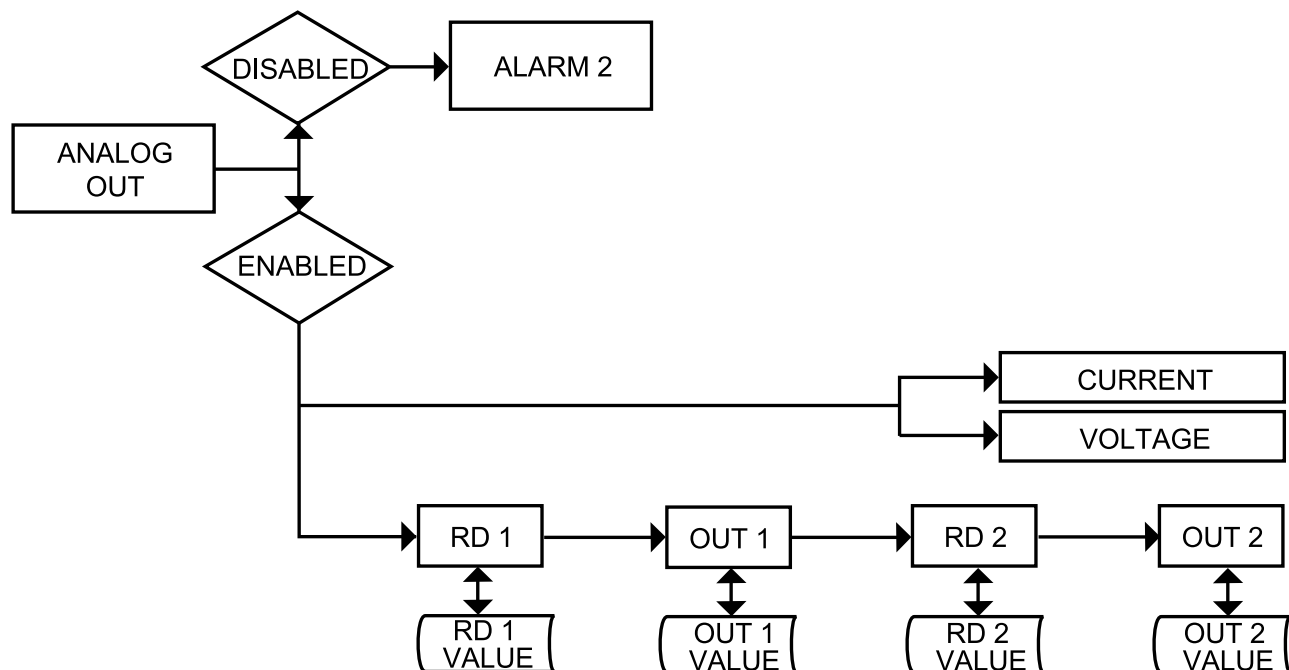 DISABLED
ALARM 2
ANALOG
OUT
ENABLED
CURRENT
VOLTAGE
RD 1
OUT 1
RD 2
OUT 2
RD 1
VALUE
OUT 1
VALUE
RD 2
VALUE
OUT 2
VALUE